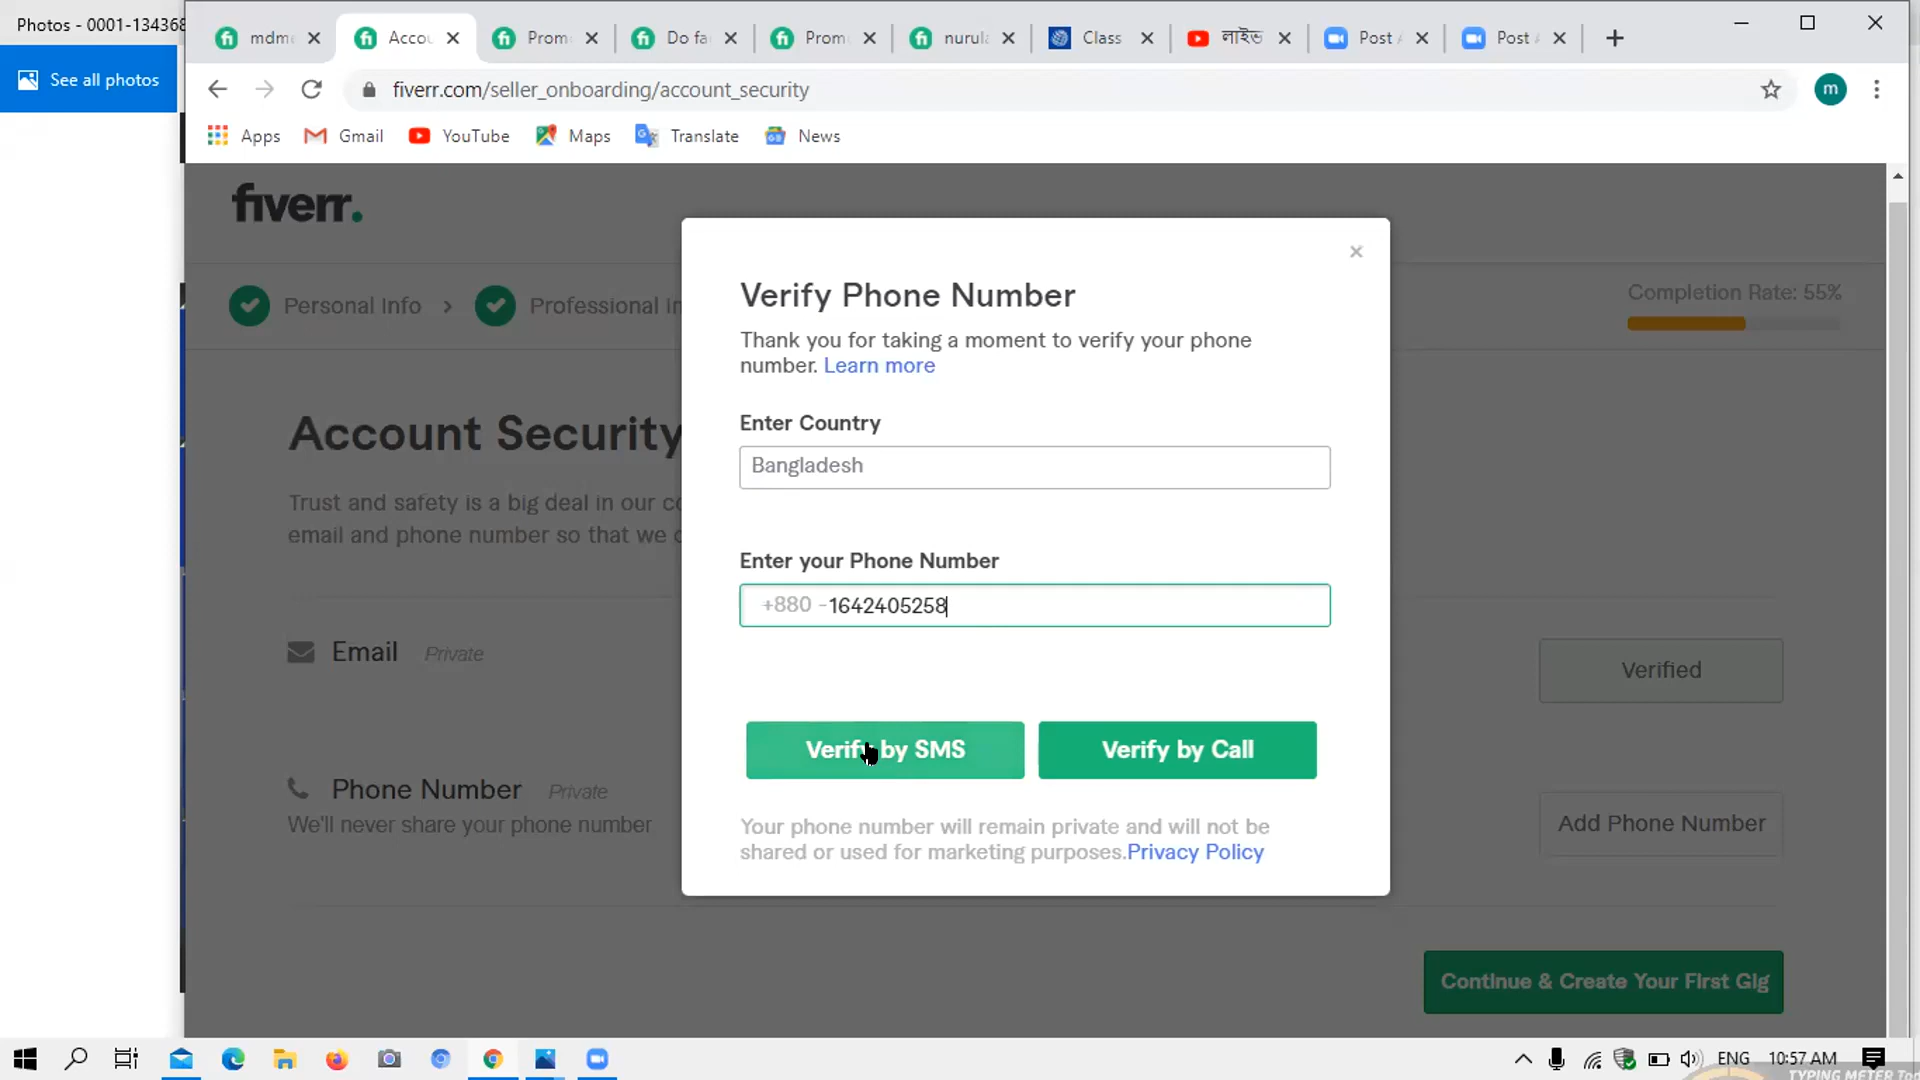 Photos - 0001-134368
See all photos
mdm
Accou
Prom
Do fa
Prom
nurul
Class
লাইভ
Post
Post
fiverr.com/seller_onboarding/account_security
m
Apps
Gmail
YouTube
Maps
Translate
News
fiverr.
Personal Info
Professional In
Completion Rate: 55%
Account Security
Trust and safety is a big deal in our co
email and phone number so that we c
Email Private
Verified
Phone Number Private
We'll never share your phone number
Add Phone Number
Continue & Create Your First Gig
Verify Phone Number
Thank you for taking a moment to verify your phone
number. Learn more
Enter Country
Bangladesh
Enter your Phone Number
+880 -1642405258
Verify by SMS
Verify by Call
Your phone number will remain private and will not be
shared or used for marketing purposes.Privacy Policy
ENG
10:57 AM
TYPING METER